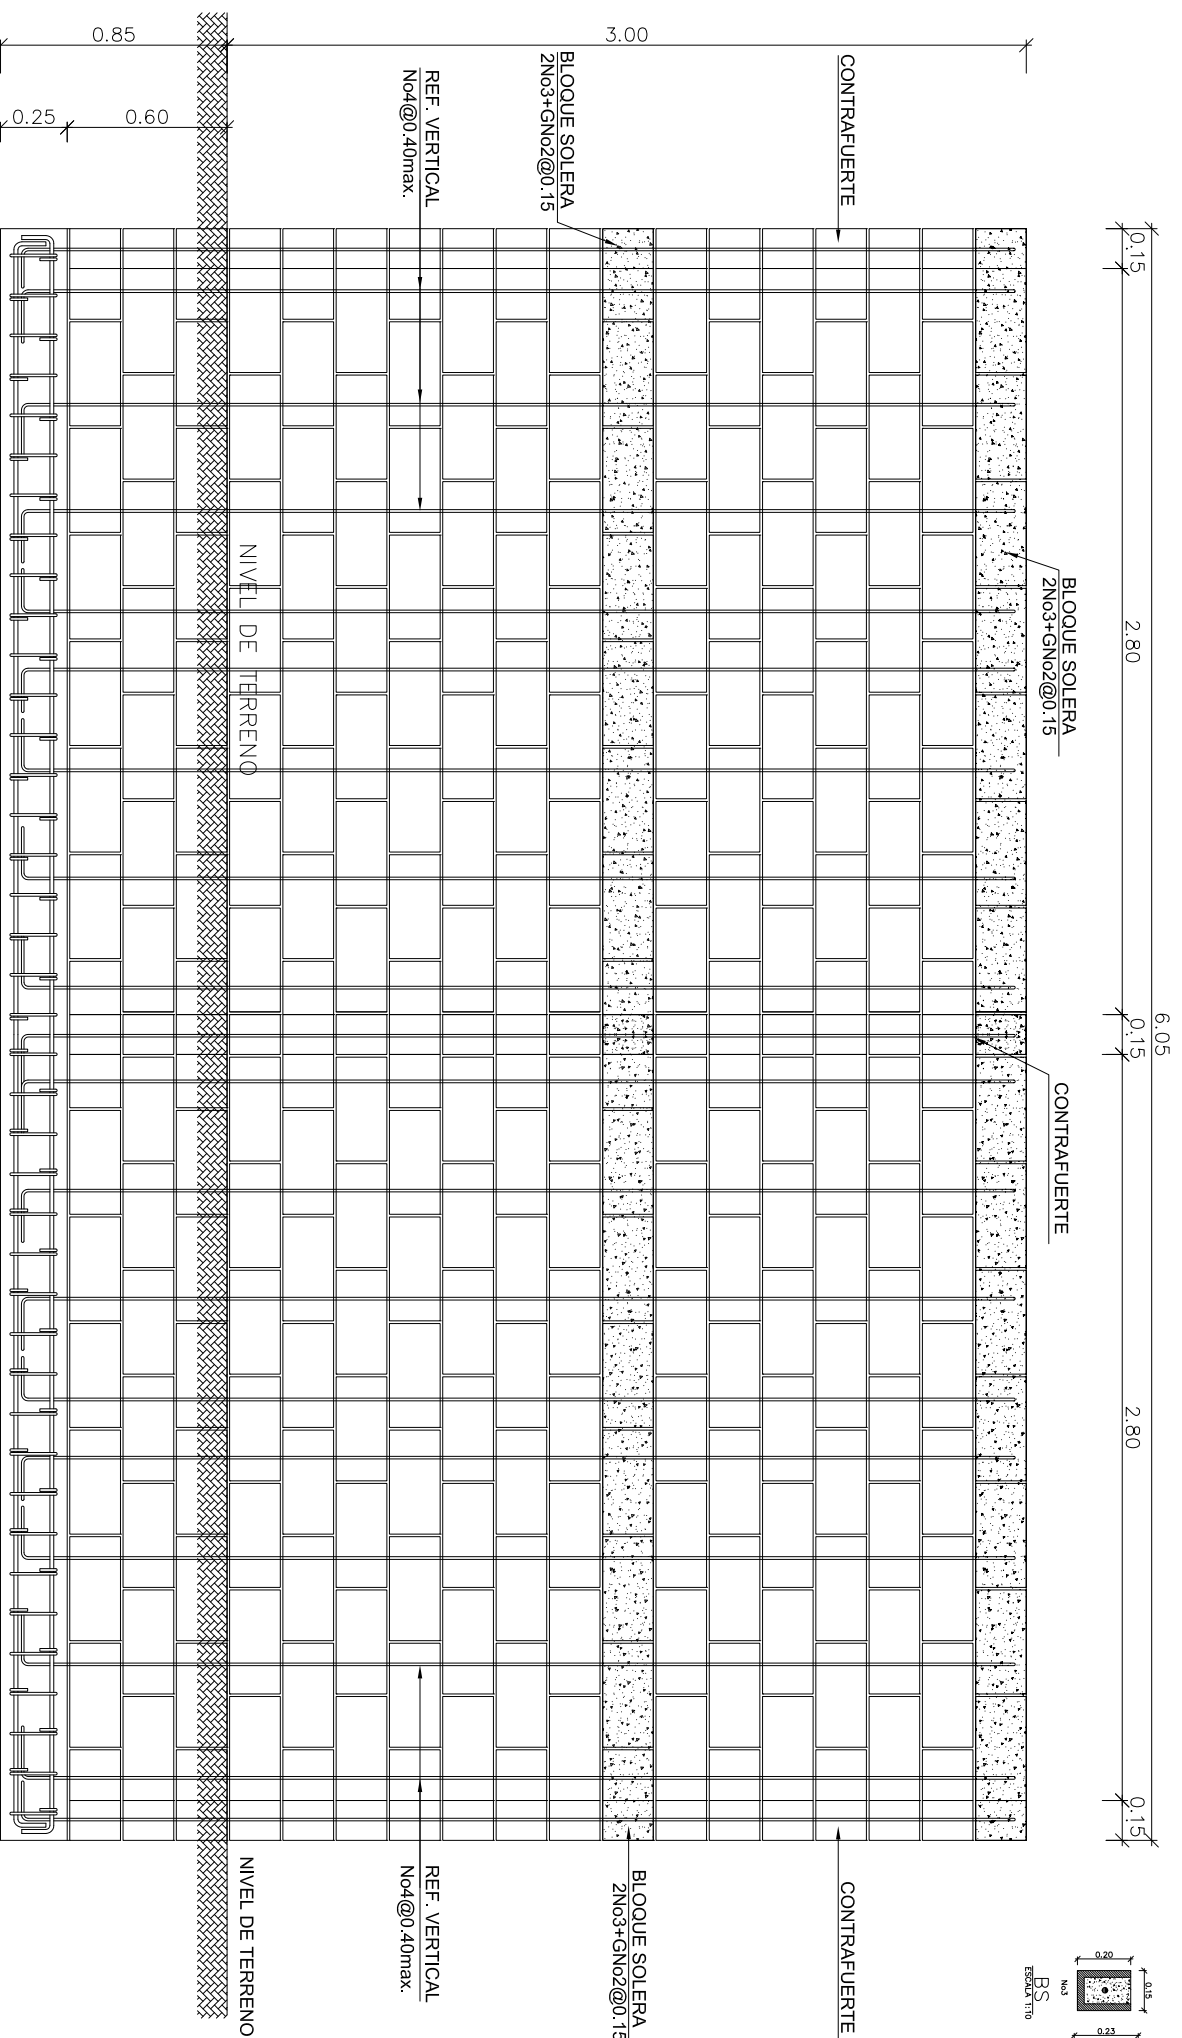 6.05
0.15
2.80
0.15
2.80
0.15
CONTRAFUERTE
BLOQUE SOLERA
2No3+GNo2@0.15
CONTRAFUERTE
CONTRAFUERTE
3.00
BLOQUE SOLERA
2No3+GNo2@0.15
BLOQUE SOLERA
2No3+GNo2@0.15
REF. VERTICAL
No4@0.40max.
REF. VERTICAL
No4@0.40max.
NIVEL DE TERRENO
NIVEL DE TERRENO
0.85
0.60
0.25
0.15
0.20
No3
BS
ESCALA 1:10
0.23